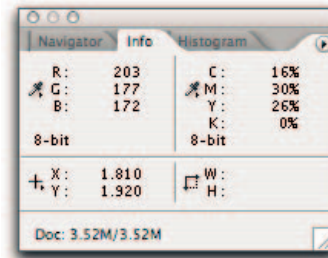 Navigator Info Histogram
R: 203 C: 16%
G: 177 M: 30%
B: 172 Y: 26%
K: 0%
8-bit 8-bit
X: 1.810 W:
Y: 1.920 H:
Doc: 3.52M/3.52M